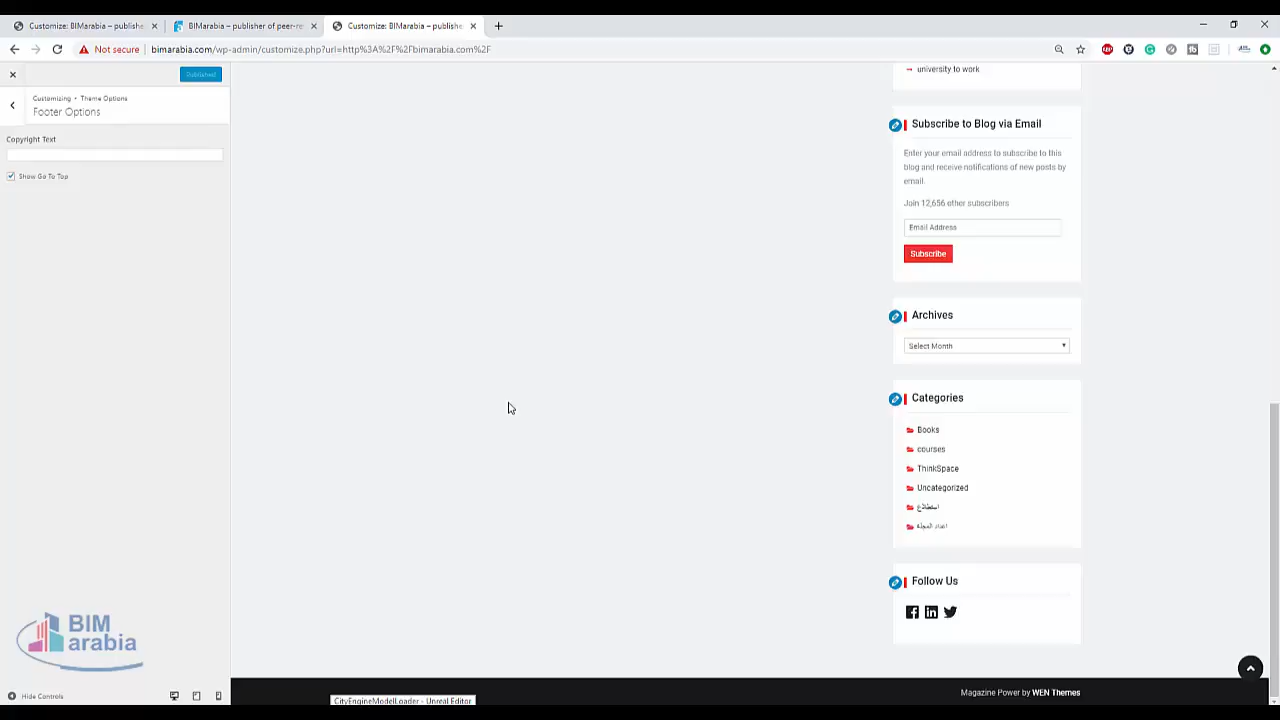 Customize: BIMarabia – publishe
BIMarabia – publisher of peer-re
Customize: BIMarabia – publishe
Not secure
bimarabia.com/wp-admin/customize.php?url=http%3A%2F%2Fbimarabia.com%2F
Published
Customizing • Theme Options
Footer Options
Copyright Text
Show Go To Top
university to work
Subscribe to Blog via Email
Enter your email address to subscribe to this
blog and receive notifications of new posts by
email.
Join 12,656 other subscribers
Email Address
Subscribe
Archives
Select Month
Categories
Books
courses
ThinkSpace
Uncategorized
استطلاع
اعداد المجلة
Follow Us
BIM
arabia
Hide Controls
CityEngineModelLoader - Unreal Editor
Magazine Power by WEN Themes